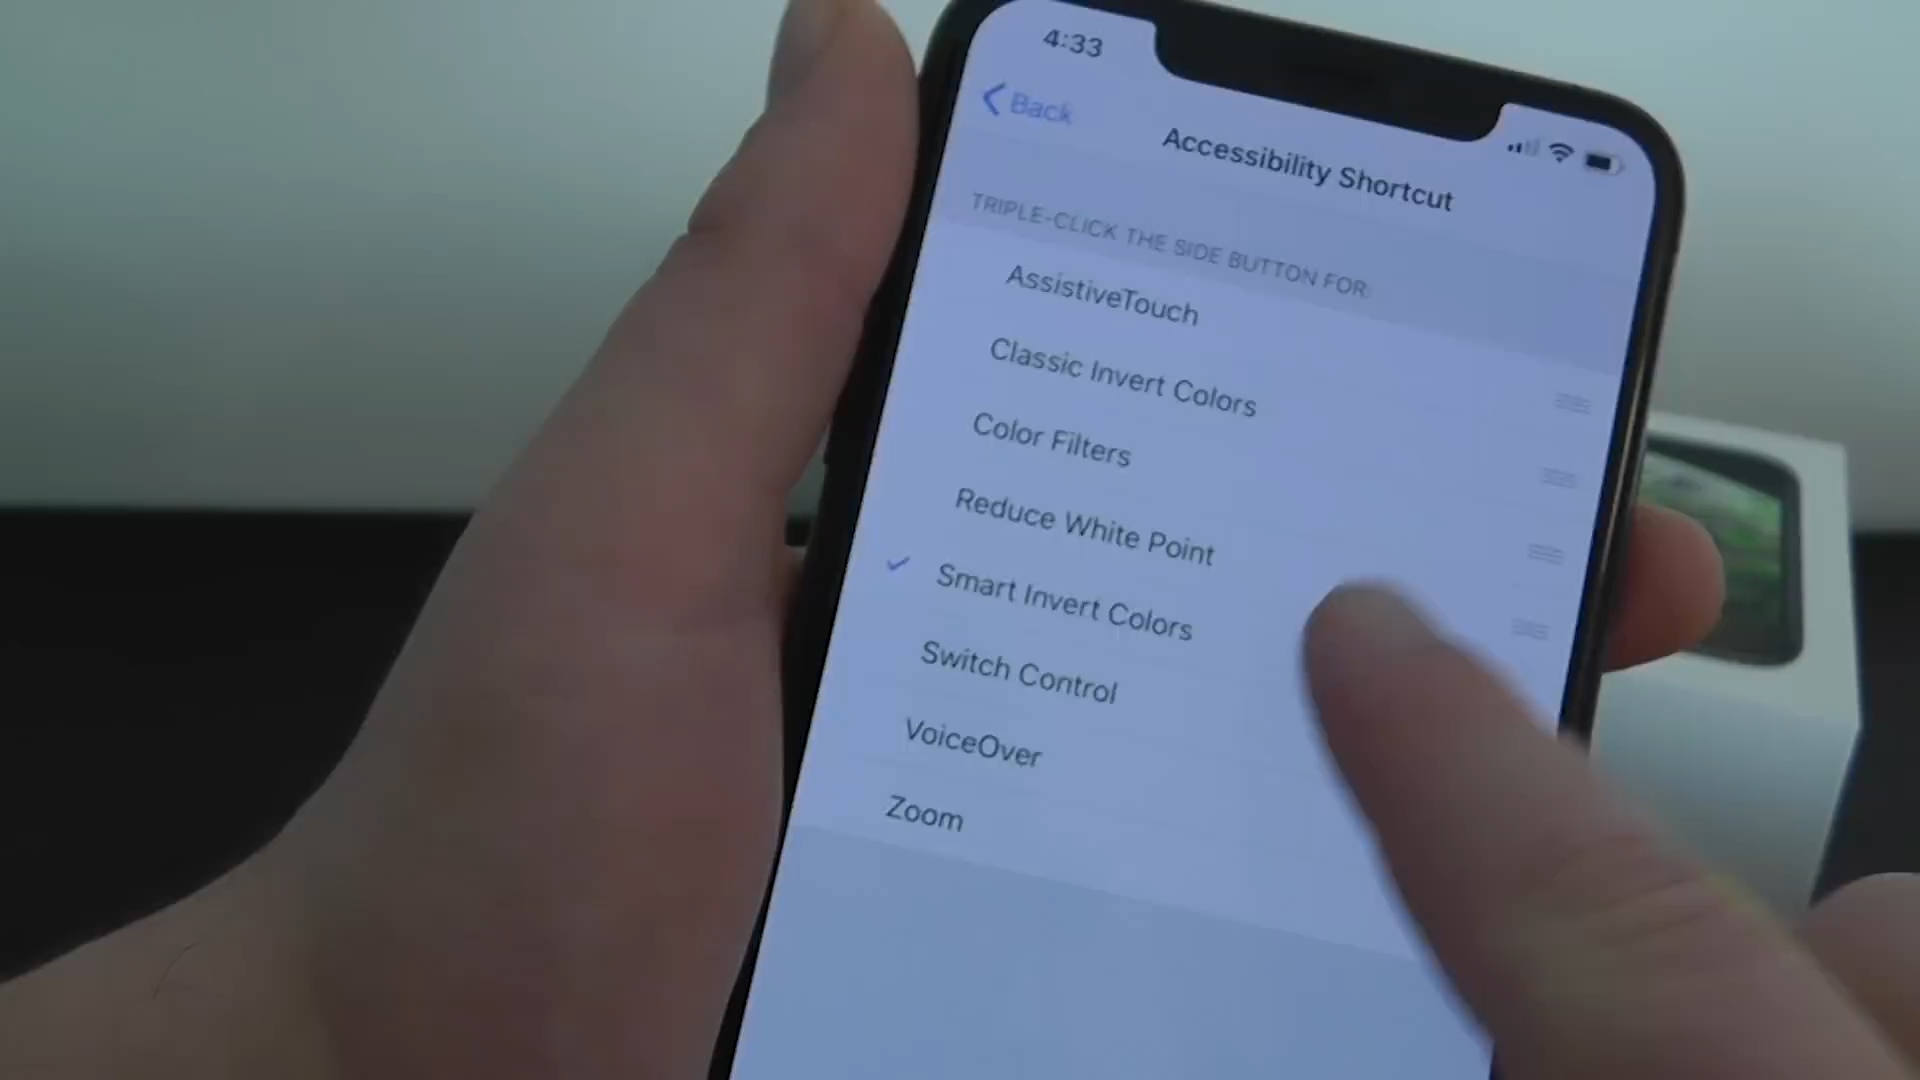 4:33
Back
Accessibility Shortcut
TRIPLE-CLICK THE SIDE BUTTON FOR:
AssistiveTouch
Classic Invert Colors
Color Filters
Reduce White Point
Smart Invert Colors
Switch Control
VoiceOver
Zoom